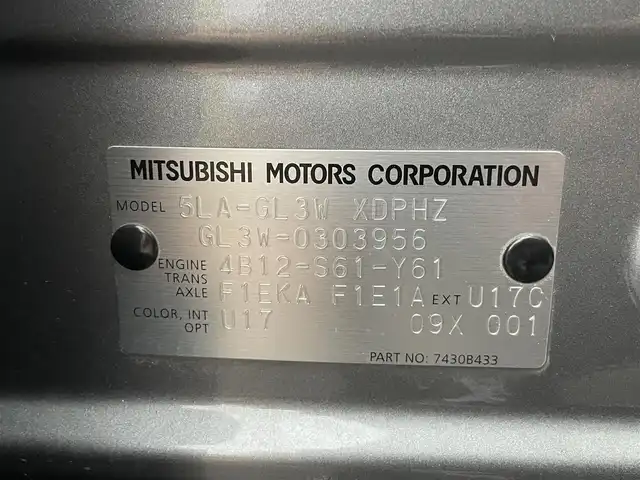 MITSUBISHI MOTORS CORPORATION
MODEL 5LA-GL3W XDPHZ
GL3W-0303956
ENGINE 4B12-S61-Y61
TRANS
AXLE F1EKA F1E1A EXT U17C
COLOR, INT U17 09X 001
OPT
PART NO: 7430B433